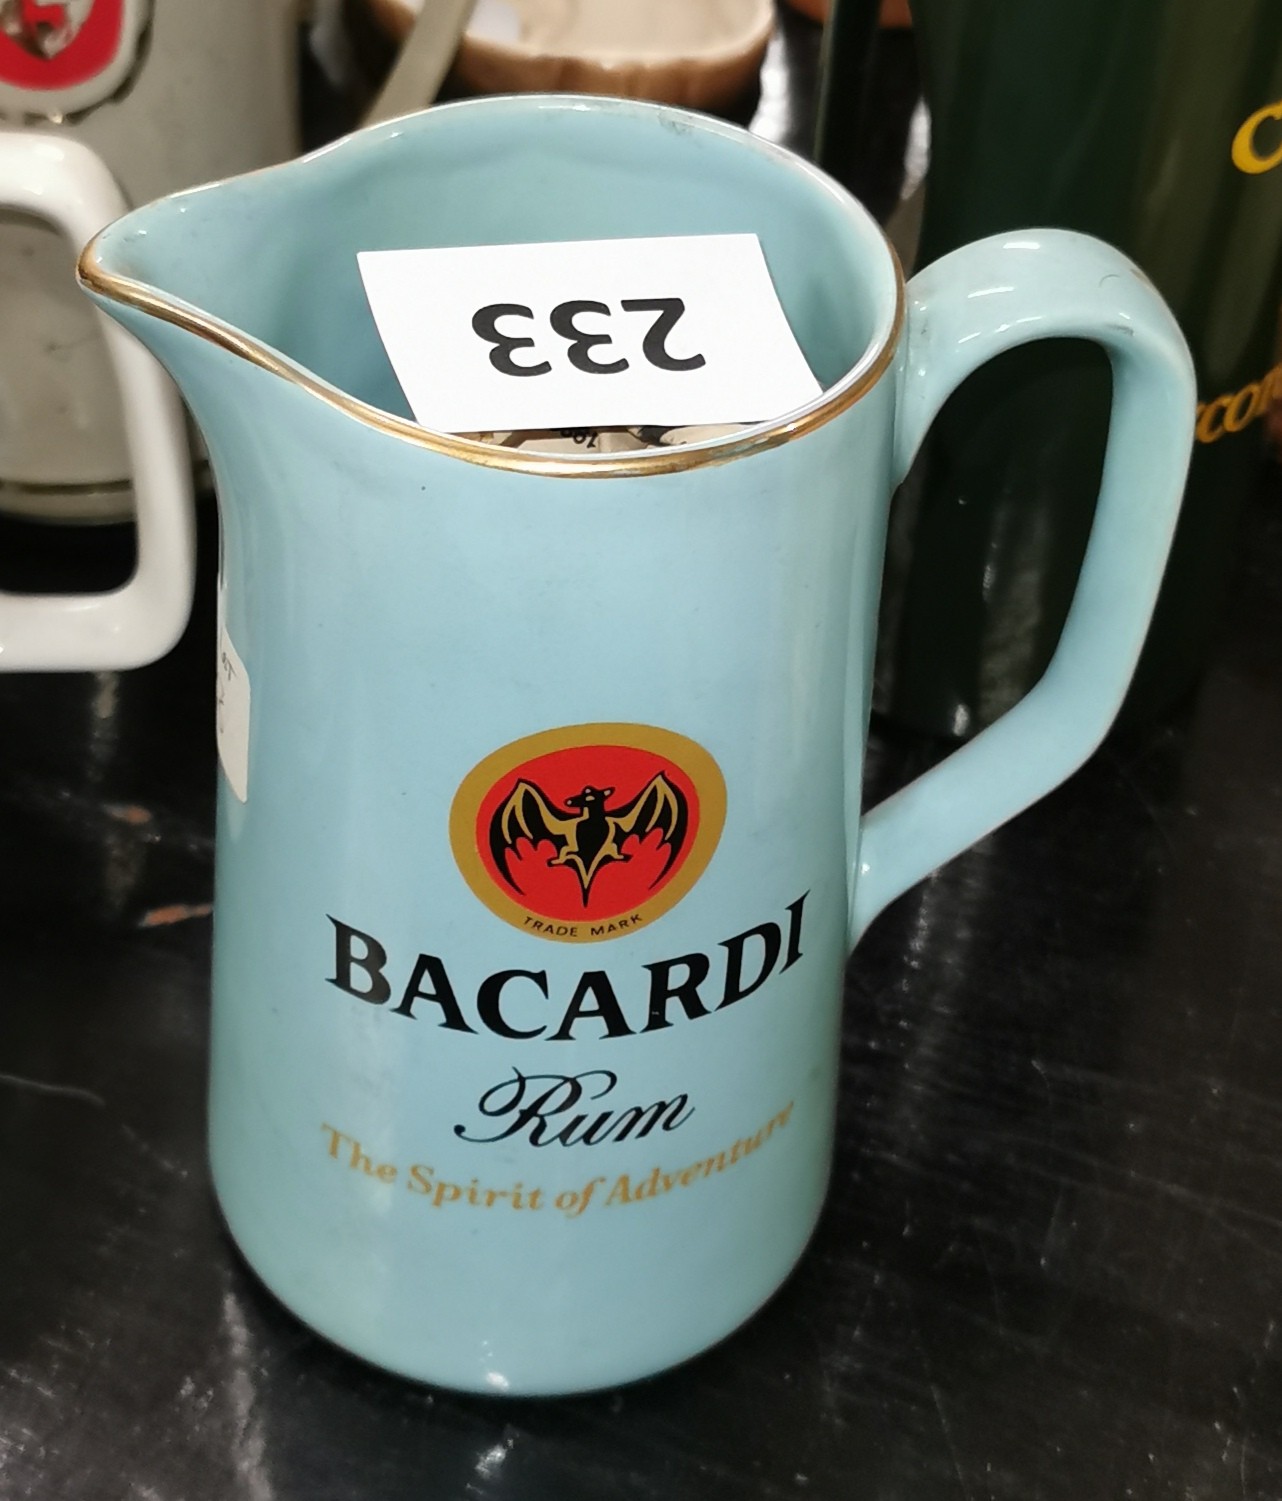 233
TRADE MARK
BACARDI
Rum
The Spirit of Adventure